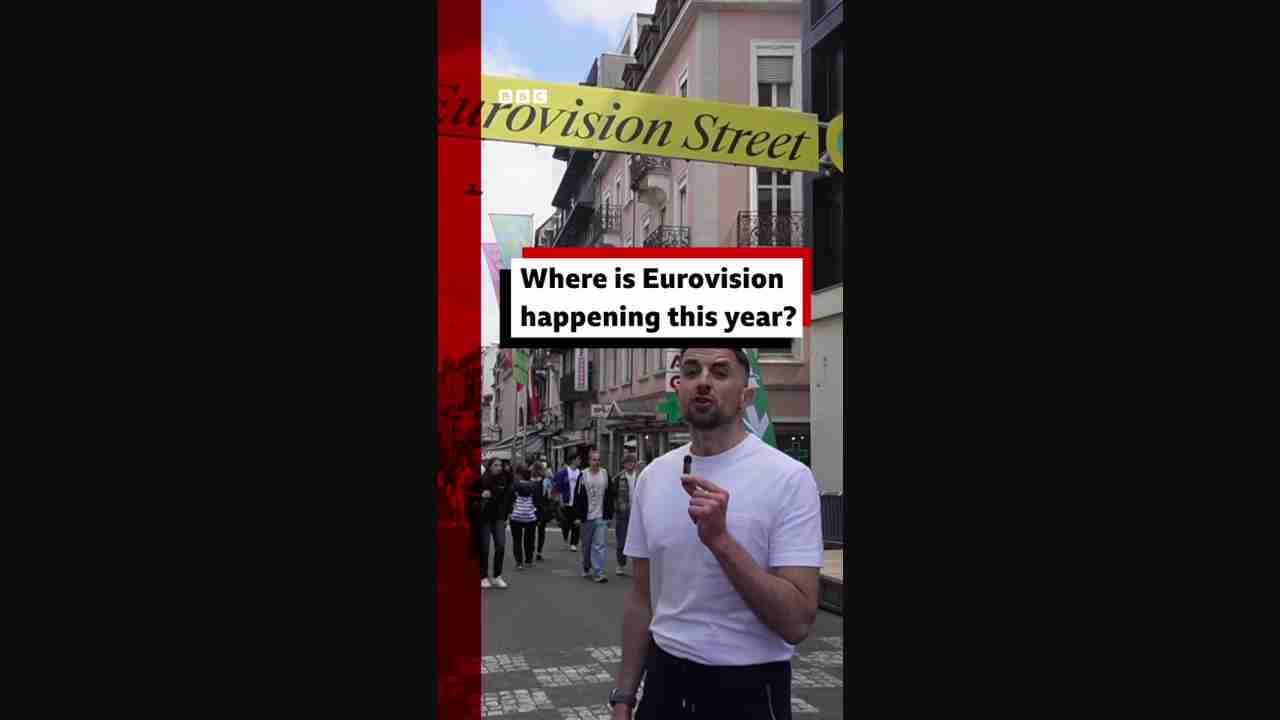 BBC
Eurovision Street
Where is Eurovision
happening this year?